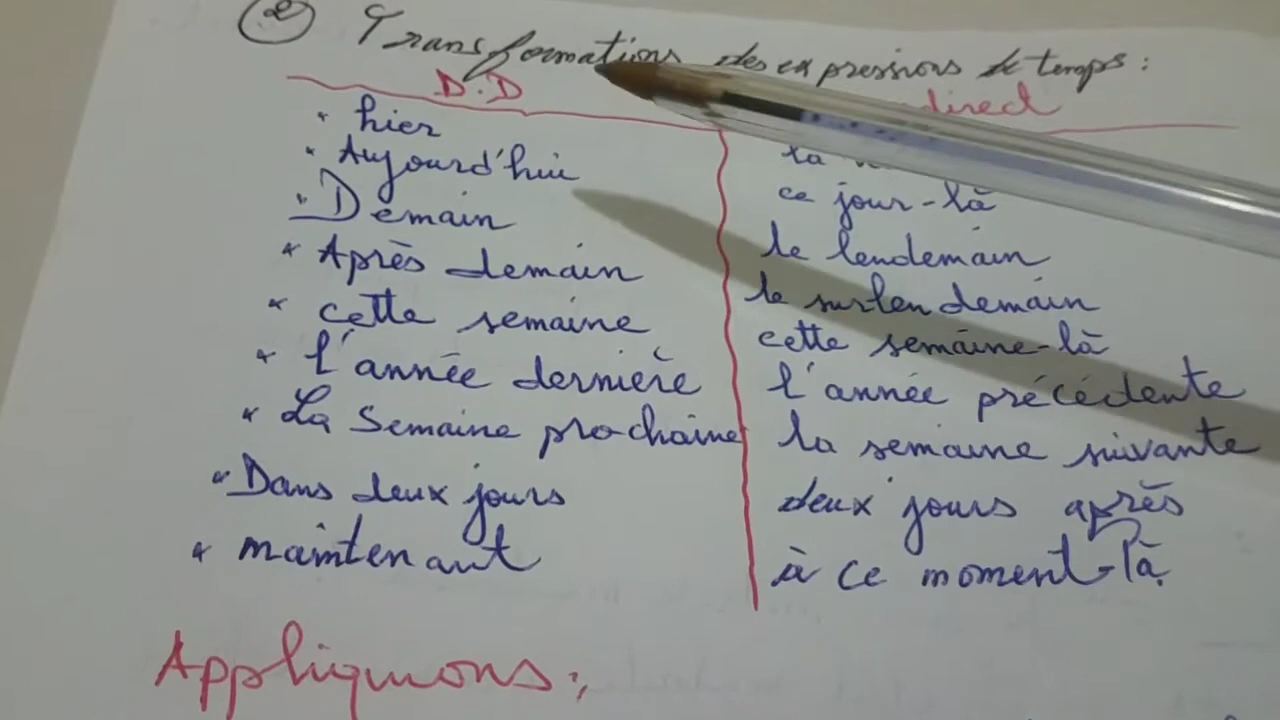 ② Transformations des expressions de temps :
D.D direct
* hier la
* Aujourd'hui ce jour-là
* Demain le lendemain
* Après demain le surlendemain
* cette semaine cette semaine-là
* l'année dernière l'année précédente
* La Semaine prochaine la semaine suivante
* Dans deux jours deux jours après
* maintenant à ce moment-là.
Appliquons :